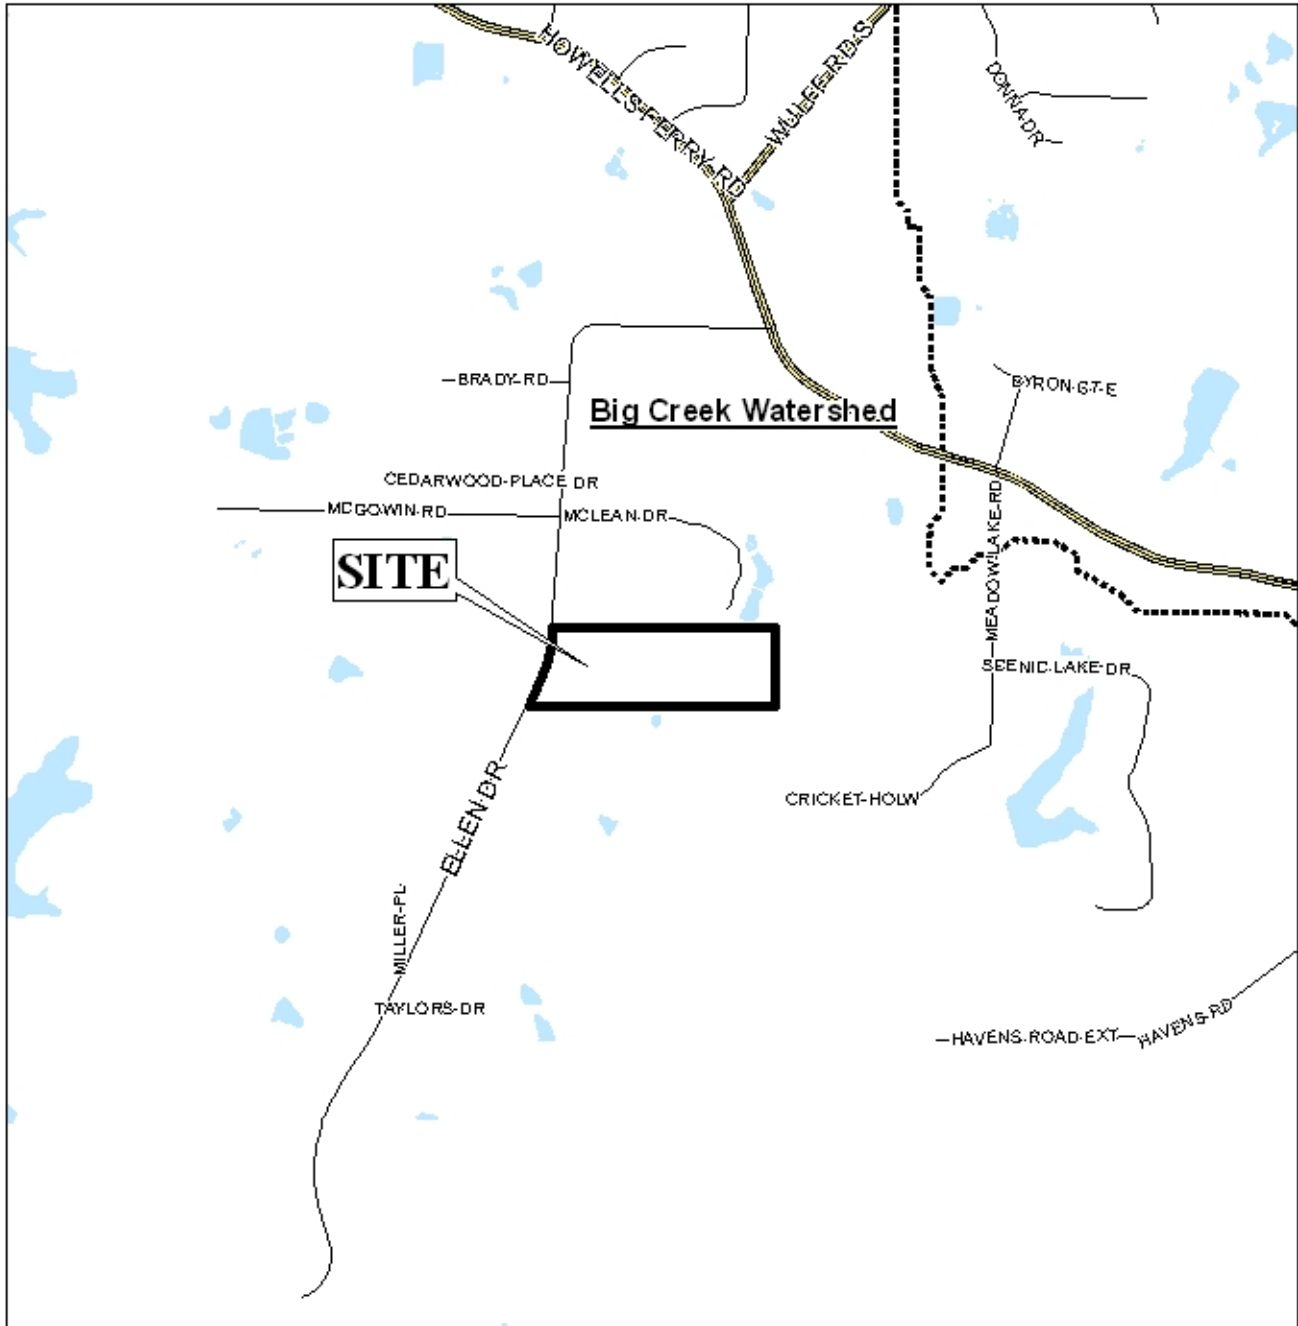 HOWELLS FERRY RD
WULFF RD S
DONNA DR
BRADY RD
BYRON GT E
Big Creek Watershed
CEDARWOOD PLACE DR
MCGOWIN RD
MCLEAN DR
MEADOW LAKE RD
SITE
SCENIC LAKE DR
ELLEN DR
CRICKET HOLW
MILLER PL
TAYLORS DR
HAVENS ROAD EXT
HAVENS RD